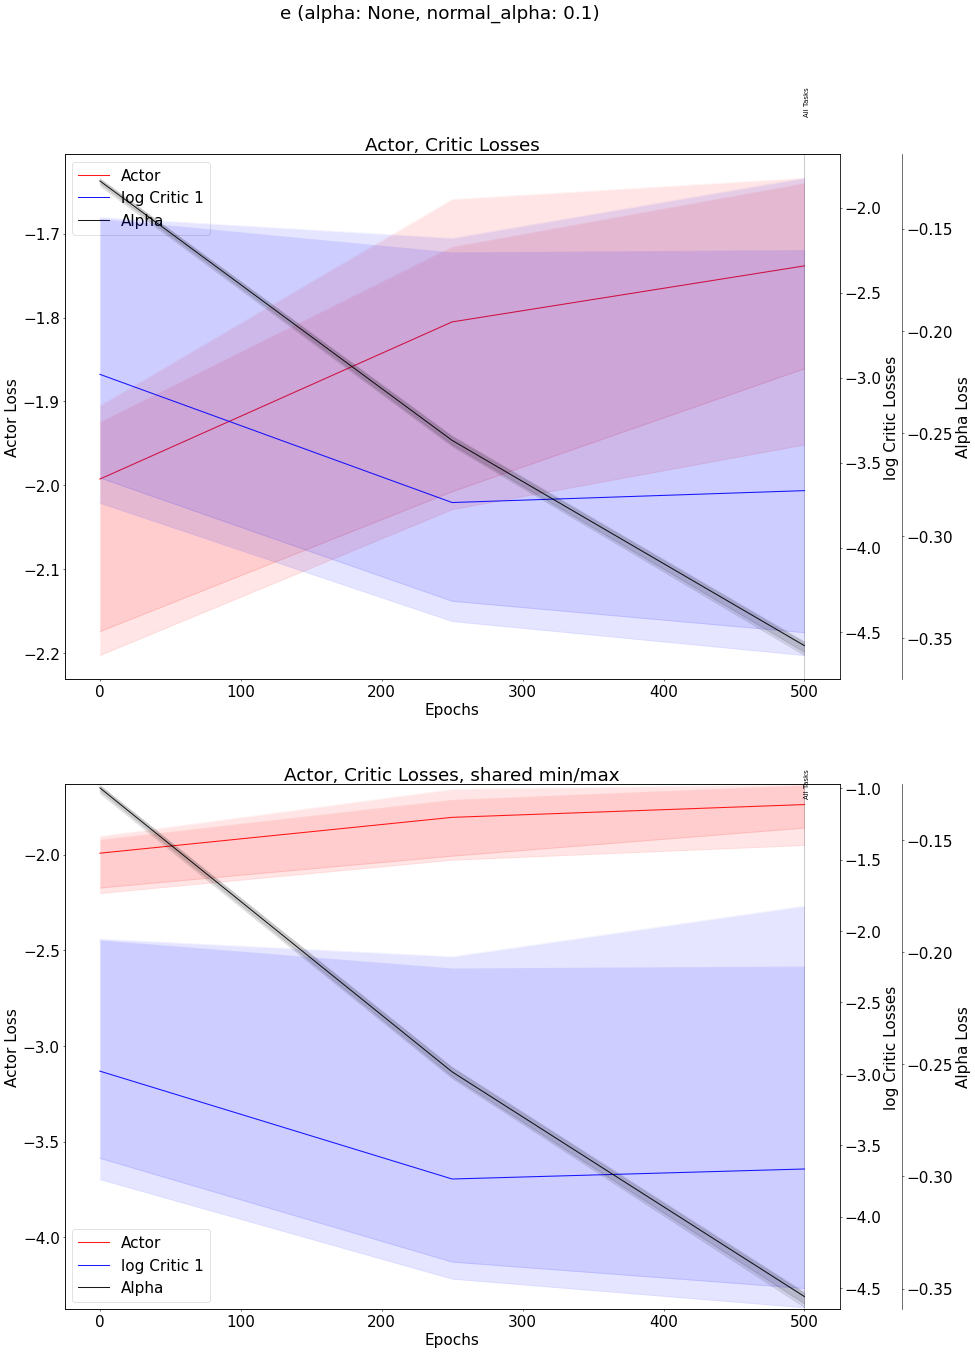 e (alpha: None, normal_alpha: 0.1)
All Tasks
Actor, Critic Losses
Actor
log Critic 1
Alpha
−1.7
−1.8
−1.9
−2.0
−2.1
−2.2
Actor Loss
−2.0
−2.5
−3.0
−3.5
−4.0
−4.5
log Critic Losses
−0.15
−0.20
−0.25
−0.30
−0.35
Alpha Loss
0 100 200 300 400 500
Epochs
All Tasks
Actor, Critic Losses, shared min/max
−2.0
−2.5
−3.0
−3.5
−4.0
Actor Loss
−1.0
−1.5
−2.0
−2.5
−3.0
−3.5
−4.0
−4.5
log Critic Losses
−0.15
−0.20
−0.25
−0.30
−0.35
Alpha Loss
Actor
log Critic 1
Alpha
0 100 200 300 400 500
Epochs